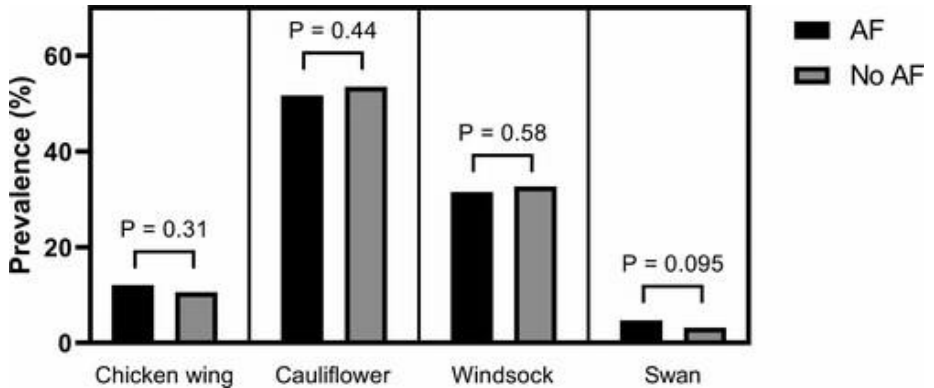 P = 0.44
AF
No AF
60
P = 0.58
40
P = 0.31
Prevalence (%)
20
P = 0.095
0
Chicken wing Cauliflower Windsock Swan